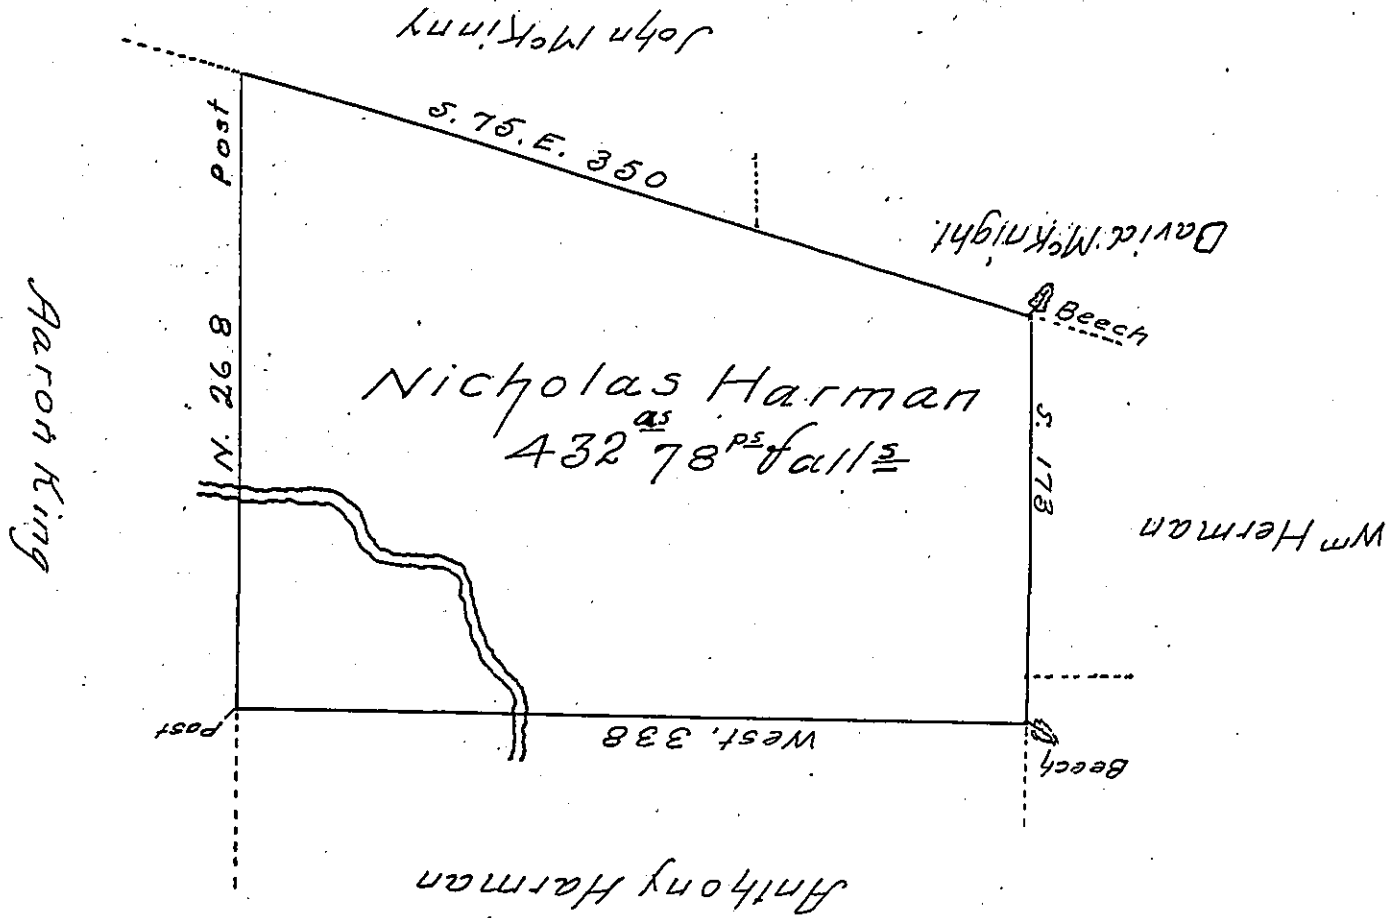 John McKinny
S. 75. E. 350
Post
David McKnight
Beech
N. 268
Nicholas Harman
432 as 78 ps & alls
S. 173
Aaron King
Wm Herman
Post
West, 338
Beech
Anthony Harman